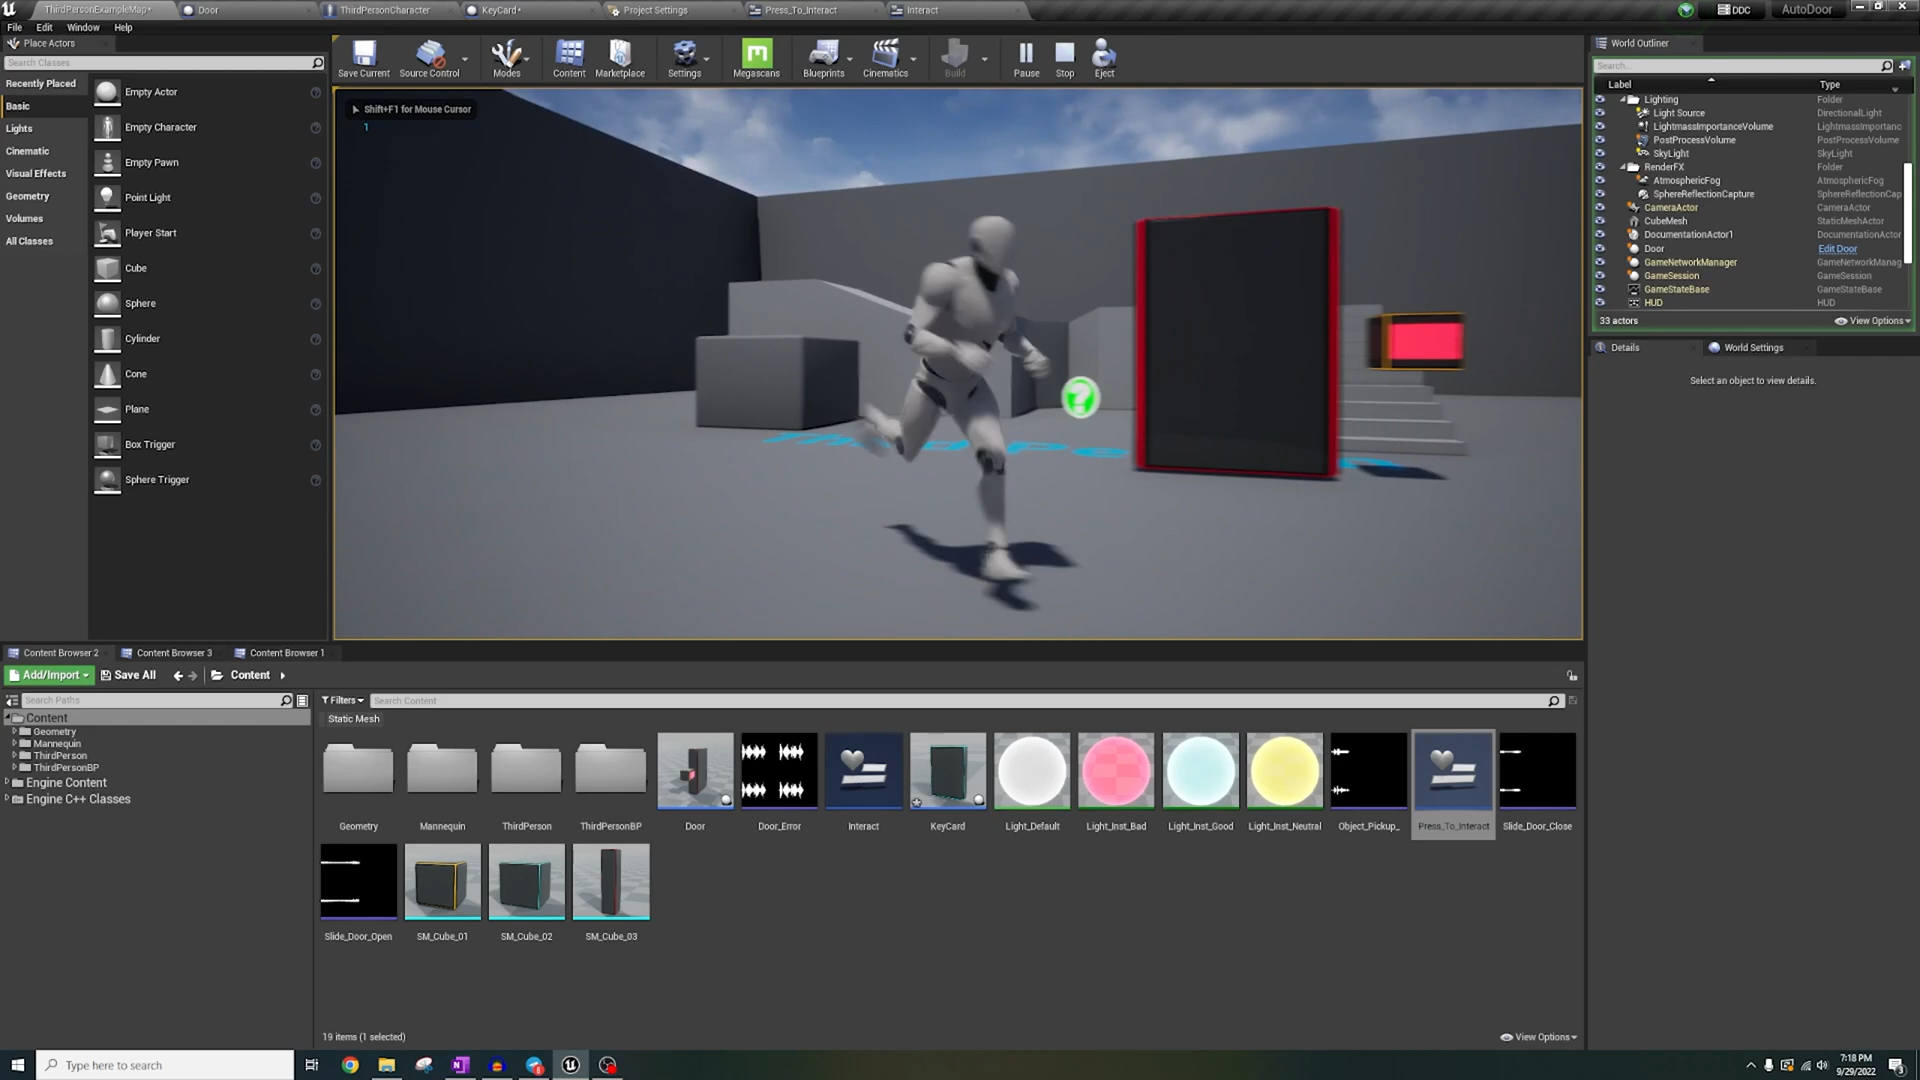 ThirdPersonExampleMap*
Door
ThirdPersonCharacter
KeyCard*
Project Settings
Press_To_Interact
Interact
DDC
AutoDoor
File
Edit
Window
Help
Place Actors
Search Classes
Recently Placed
Basic
Lights
Cinematic
Visual Effects
Geometry
Volumes
All Classes
Empty Actor
Empty Character
Empty Pawn
Point Light
Player Start
Cube
Sphere
Cylinder
Cone
Plane
Box Trigger
Sphere Trigger
Save Current
Source Control
Modes
Content
Marketplace
Settings
Megascans
Blueprints
Cinematics
Build
Pause
Stop
Eject
Shift+F1 for Mouse Cursor
1
World Outliner
Search...
Label
Type
Lighting
Folder
Light Source
DirectionalLight
LightmassImportanceVolume
LightmassImportanc
PostProcessVolume
PostProcessVolume
SkyLight
SkyLight
RenderFX
Folder
AtmosphericFog
AtmosphericFog
SphereReflectionCapture
SphereReflectionCap
CameraActor
CameraActor
CubeMesh
StaticMeshActor
DocumentationActor1
DocumentationActor
Door
Edit Door
GameNetworkManager
GameNetworkManag
GameSession
GameSession
GameStateBase
GameStateBase
HUD
HUD
33 actors
View Options
Details
World Settings
Select an object to view details.
Content Browser 2
Content Browser 3
Content Browser 1
Add/Import
Save All
Content
Search Paths
Filters
Search Content
Static Mesh
Content
Geometry
Mannequin
ThirdPerson
ThirdPersonBP
Engine Content
Engine C++ Classes
Geometry
Mannequin
ThirdPerson
ThirdPersonBP
Door
Door_Error
Interact
KeyCard
Light_Default
Light_Inst_Bad
Light_Inst_Good
Light_Inst_Neutral
Object_Pickup_
Press_To_Interact
Slide_Door_Close
Slide_Door_Open
SM_Cube_01
SM_Cube_02
SM_Cube_03
19 items (1 selected)
View Options
Type here to search
7:18 PM
9/29/2022